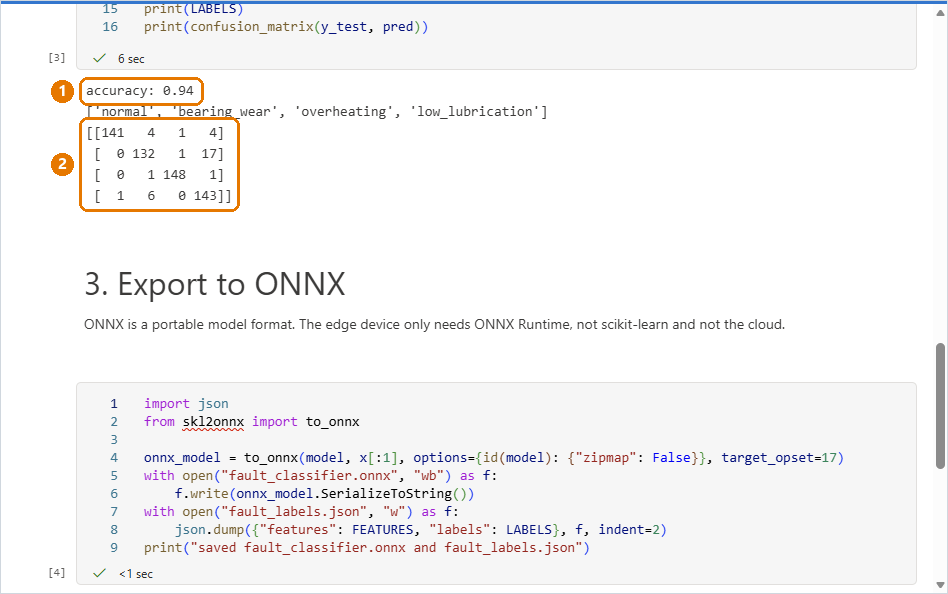 15 print(LABELS)
16 print(confusion_matrix(y_test, pred))
[3] 6 sec
1 accuracy: 0.94
['normal', 'bearing_wear', 'overheating', 'low_lubrication']
[[141   4   1   4]
2 [  0 132   1  17]
[  0   1 148   1]
[  1   6   0 143]]
3. Export to ONNX
ONNX is a portable model format. The edge device only needs ONNX Runtime, not scikit-learn and not the cloud.
1 import json
2 from skl2onnx import to_onnx
3
4 onnx_model = to_onnx(model, x[:1], options={id(model): {"zipmap": False}}, target_opset=17)
5 with open("fault_classifier.onnx", "wb") as f:
6     f.write(onnx_model.SerializeToString())
7 with open("fault_labels.json", "w") as f:
8     json.dump({"features": FEATURES, "labels": LABELS}, f, indent=2)
9 print("saved fault_classifier.onnx and fault_labels.json")
[4] <1 sec